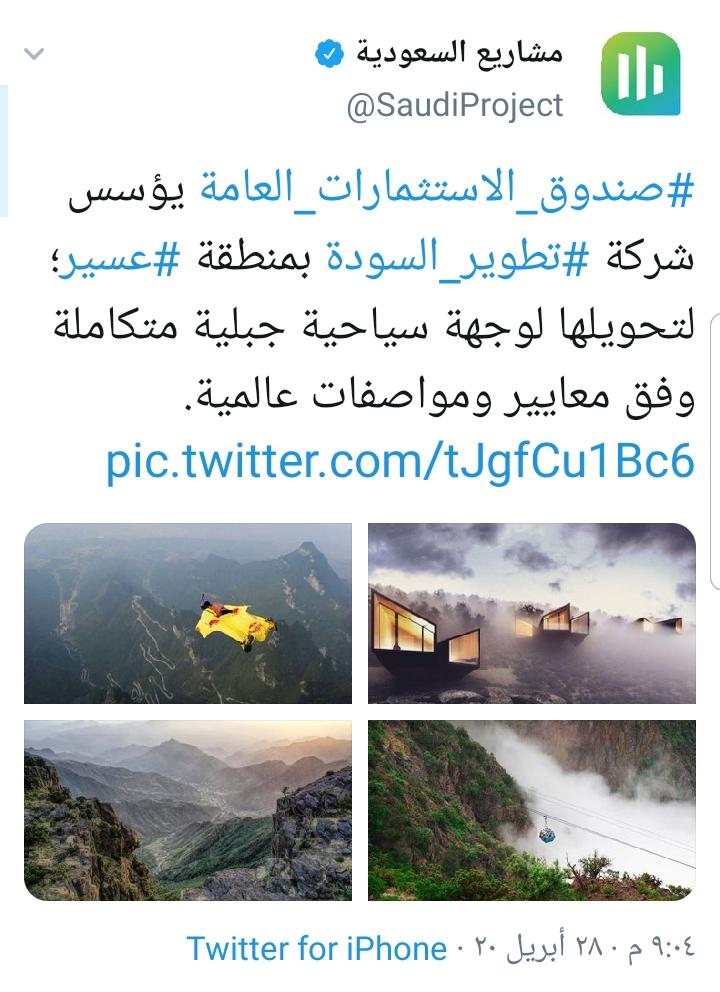 مشاريع السعودية
@SaudiProject
#صندوق_الاستثمارات_العامة يؤسس
شركة #تطوير_السودة بمنطقة #عسير؛
لتحويلها لوجهة سياحية جبلية متكاملة
وفق معايير ومواصفات عالمية.
pic.twitter.com/tJgfCu1Bc6
٩:٠٤ م · ٢٨ أبريل ٢٠ · Twitter for iPhone